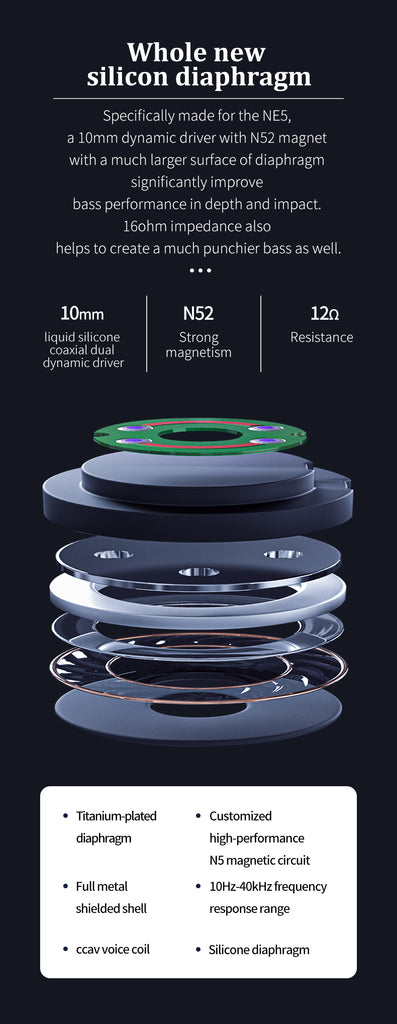 Whole new
silicon diaphragm
Specifically made for the NE5,
a 10mm dynamic driver with N52 magnet
with a much larger surface of diaphragm
significantly improve
bass performance in depth and impact.
16ohm impedance also
helps to create a much punchier bass as well.
10mm
liquid silicone
coaxial dual
dynamic driver
N52
Strong
magnetism
12Ω
Resistance
• Titanium-plated
diaphragm
• Customized
high-performance
N5 magnetic circuit
• Full metal
shielded shell
• 10Hz-40kHz frequency
response range
• ccav voice coil
• Silicone diaphragm